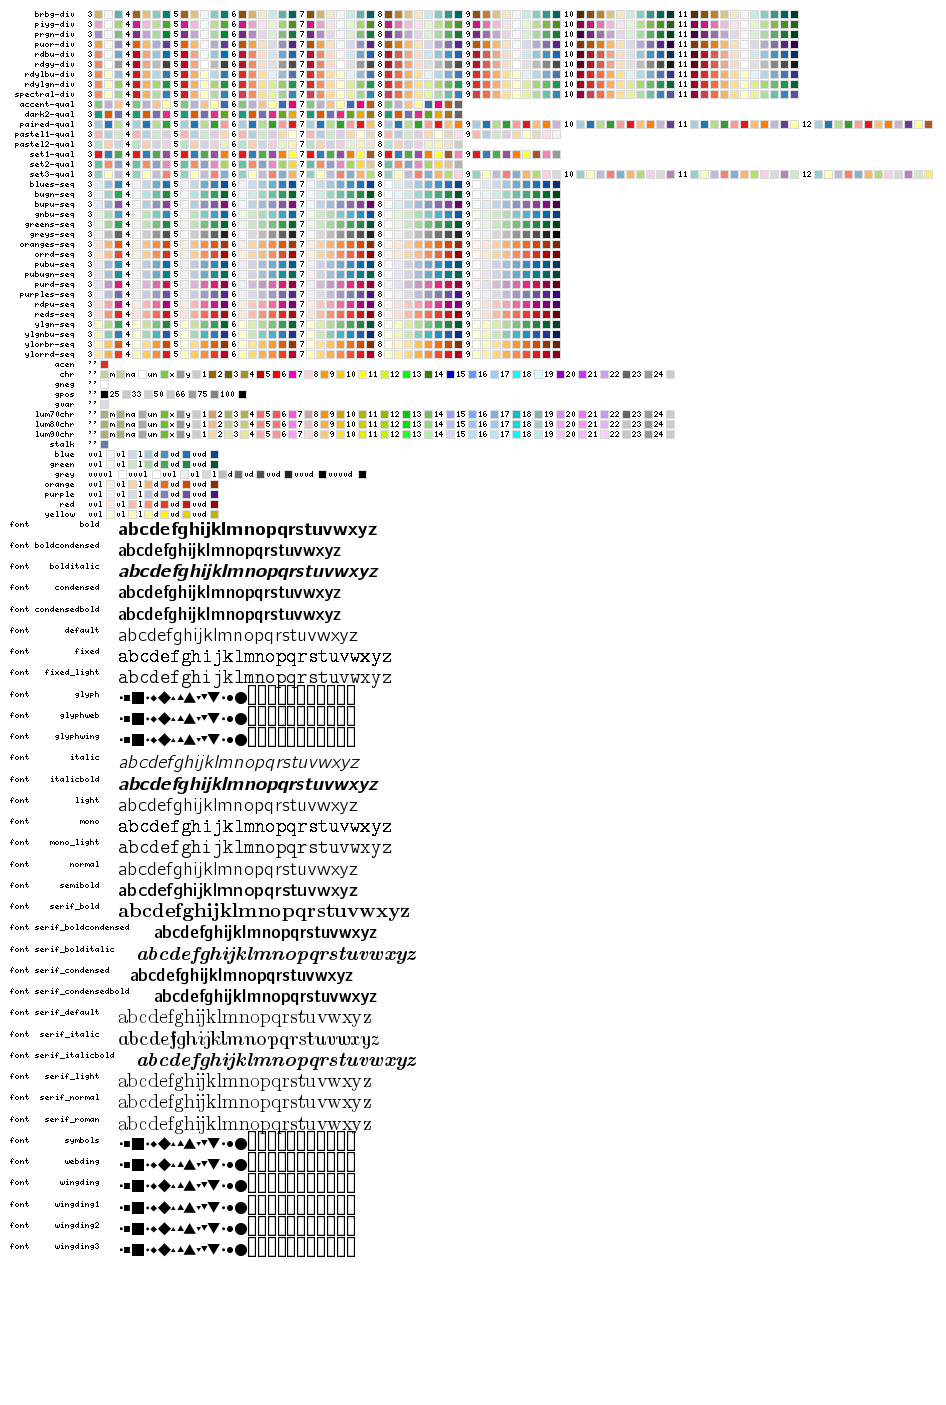 brbg-div 3 4 5 6 7 8 9 10 11
piyg-div 3 4 5 6 7 8 9 10 11
prgn-div 3 4 5 6 7 8 9 10 11
puor-div 3 4 5 6 7 8 9 10 11
rdbu-div 3 4 5 6 7 8 9 10 11
rdgy-div 3 4 5 6 7 8 9 10 11
rdylbu-div 3 4 5 6 7 8 9 10 11
rdylgn-div 3 4 5 6 7 8 9 10 11
spectral-div 3 4 5 6 7 8 9 10 11
accent-qual 3 4 5 6 7 8
dark2-qual 3 4 5 6 7 8
paired-qual 3 4 5 6 7 8 9 10 11 12
pastel1-qual 3 4 5 6 7 8 9
pastel2-qual 3 4 5 6 7 8
set1-qual 3 4 5 6 7 8 9
set2-qual 3 4 5 6 7 8
set3-qual 3 4 5 6 7 8 9 10 11 12
blues-seq 3 4 5 6 7 8 9
bugn-seq 3 4 5 6 7 8 9
bupu-seq 3 4 5 6 7 8 9
gnbu-seq 3 4 5 6 7 8 9
greens-seq 3 4 5 6 7 8 9
greys-seq 3 4 5 6 7 8 9
oranges-seq 3 4 5 6 7 8 9
orrd-seq 3 4 5 6 7 8 9
pubu-seq 3 4 5 6 7 8 9
pubugn-seq 3 4 5 6 7 8 9
purd-seq 3 4 5 6 7 8 9
purples-seq 3 4 5 6 7 8 9
rdpu-seq 3 4 5 6 7 8 9
reds-seq 3 4 5 6 7 8 9
ylgn-seq 3 4 5 6 7 8 9
ylgnbu-seq 3 4 5 6 7 8 9
ylorbr-seq 3 4 5 6 7 8 9
ylorrd-seq 3 4 5 6 7 8 9
acen ''
chr '' m na un x y 1 2 3 4 5 6 7 8 9 10 11 12 13 14 15 16 17 18 19 20 21 22 23 24
gneg ''
gpos '' 25 33 50 66 75 100
gvar ''
lum70chr '' m na un x y 1 2 3 4 5 6 7 8 9 10 11 12 13 14 15 16 17 18 19 20 21 22 23 24
lum80chr '' m na un x y 1 2 3 4 5 6 7 8 9 10 11 12 13 14 15 16 17 18 19 20 21 22 23 24
lum90chr '' m na un x y 1 2 3 4 5 6 7 8 9 10 11 12 13 14 15 16 17 18 19 20 21 22 23 24
stalk ''
blue vvl vl l d vd vvd
green vvl vl l d vd vvd
grey vvvvl vvvl vvl vl l d vd vvd vvvd vvvvd
orange vvl vl l d vd vvd
purple vvl vl l d vd vvd
red vvl vl l d vd vvd
yellow vvl vl l d vd vvd
font bold abcdefghijklmnopqrstuvwxyz
font boldcondensed abcdefghijklmnopqrstuvwxyz
font bolditalic abcdefghijklmnopqrstuvwxyz
font condensed abcdefghijklmnopqrstuvwxyz
font condensedbold abcdefghijklmnopqrstuvwxyz
font default abcdefghijklmnopqrstuvwxyz
font fixed abcdefghijklmnopqrstuvwxyz
font fixed_light abcdefghijklmnopqrstuvwxyz
font glyph
font glyphweb
font glyphwing
font italic abcdefghijklmnopqrstuvwxyz
font italicbold abcdefghijklmnopqrstuvwxyz
font light abcdefghijklmnopqrstuvwxyz
font mono abcdefghijklmnopqrstuvwxyz
font mono_light abcdefghijklmnopqrstuvwxyz
font normal abcdefghijklmnopqrstuvwxyz
font semibold abcdefghijklmnopqrstuvwxyz
font serif_bold abcdefghijklmnopqrstuvwxyz
font serif_boldcondensed abcdefghijklmnopqrstuvwxyz
font serif_bolditalic abcdefghijklmnopqrstuvwxyz
font serif_condensed abcdefghijklmnopqrstuvwxyz
font serif_condensedbold abcdefghijklmnopqrstuvwxyz
font serif_default abcdefghijklmnopqrstuvwxyz
font serif_italic abcdefghijklmnopqrstuvwxyz
font serif_italicbold abcdefghijklmnopqrstuvwxyz
font serif_light abcdefghijklmnopqrstuvwxyz
font serif_normal abcdefghijklmnopqrstuvwxyz
font serif_roman abcdefghijklmnopqrstuvwxyz
font symbols
font webding
font wingding
font wingding1
font wingding2
font wingding3